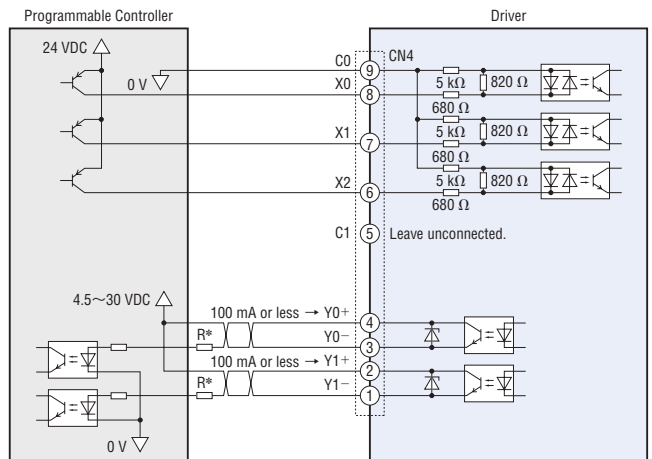 Programmable Controller
Driver
24 VDC
0 V
C0
9
CN4
X0
8
5 kΩ
820 Ω
680 Ω
X1
7
5 kΩ
820 Ω
680 Ω
X2
6
5 kΩ
820 Ω
680 Ω
C1
5
Leave unconnected.
4.5～30 VDC
100 mA or less → Y0+
4
R*
Y0−
3
100 mA or less → Y1+
2
R*
Y1−
1
0 V